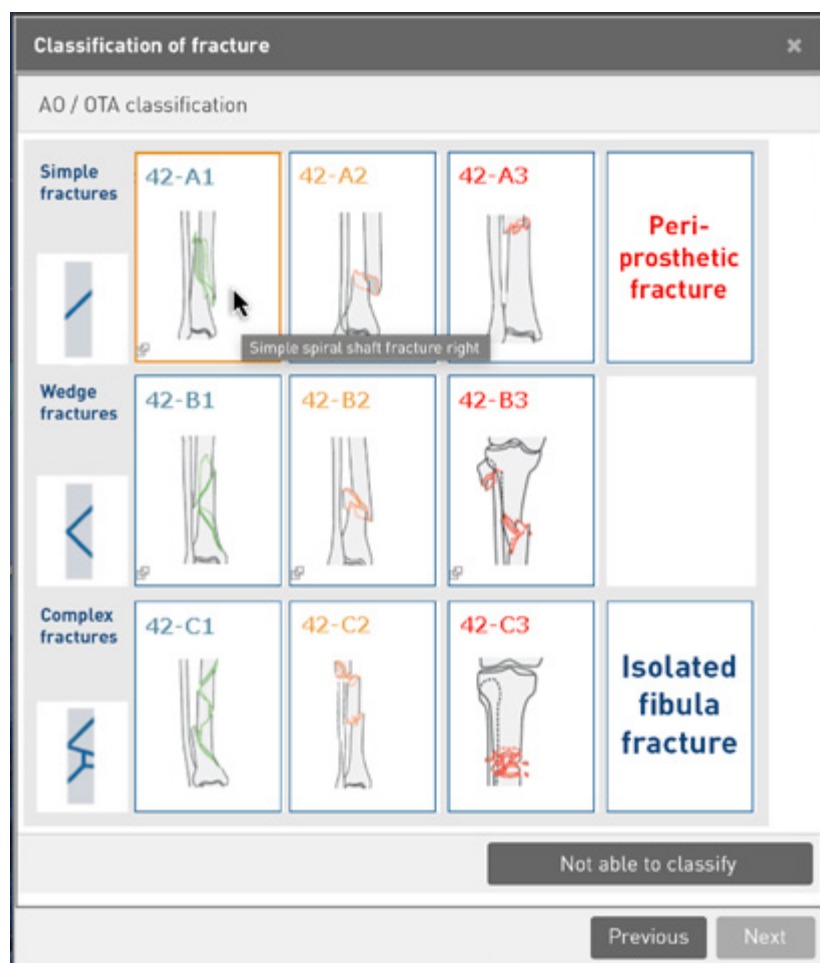 Classification of fracture
AO / OTA classification
Simple
fractures
42-A1
42-A2
42-A3
Peri-
prosthetic
fracture
Simple spiral shaft fracture right
Wedge
fractures
42-B1
42-B2
42-B3
Complex
fractures
42-C1
42-C2
42-C3
Isolated
fibula
fracture
Not able to classify
Previous
Next